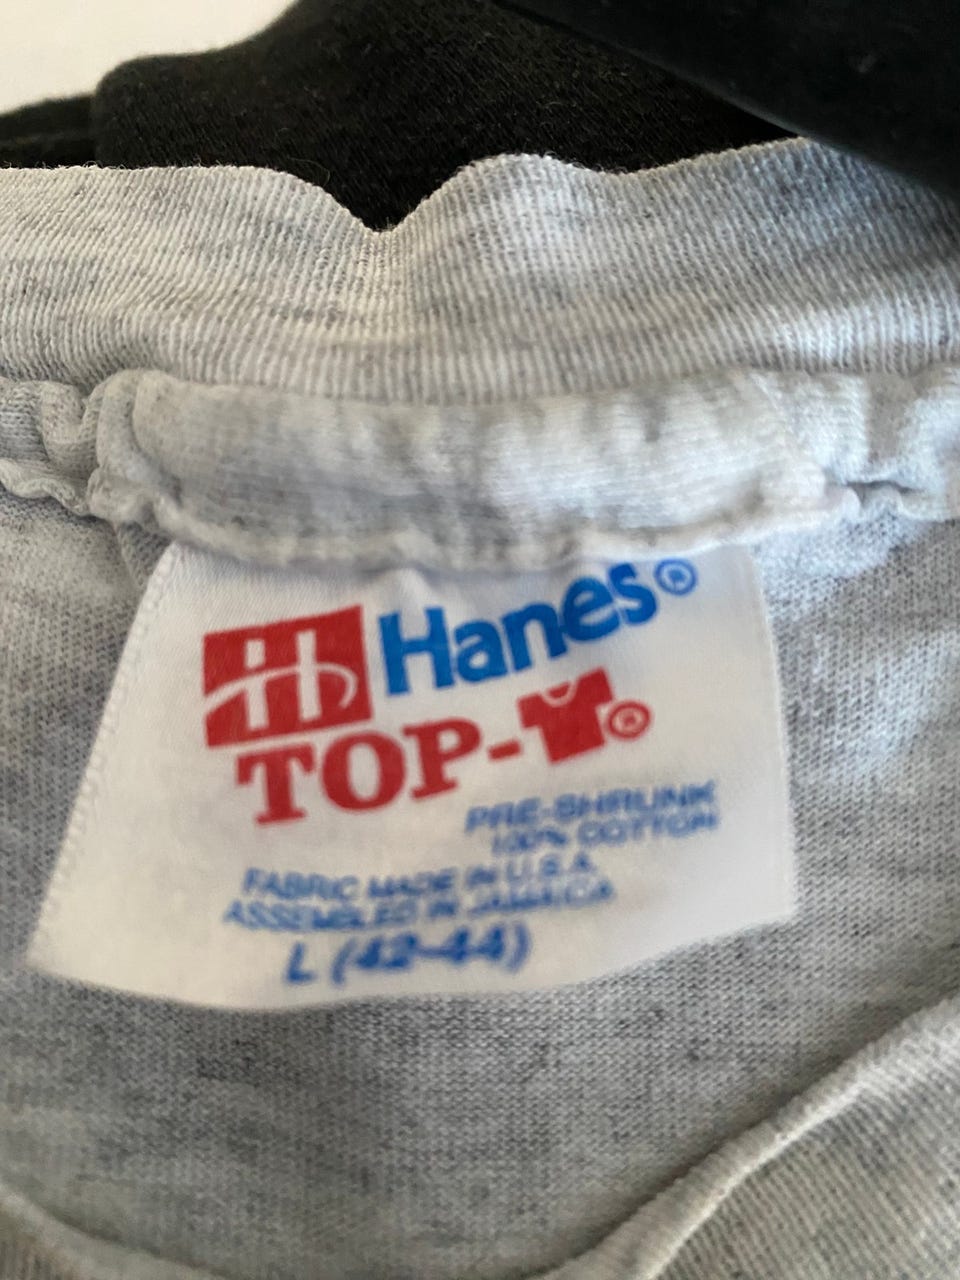 Hanes®
TOP-®
PRE-SHRUNK
100% COTTON
FABRIC MADE IN U.S.A.
ASSEMBLED IN JAMAICA
L (42-44)